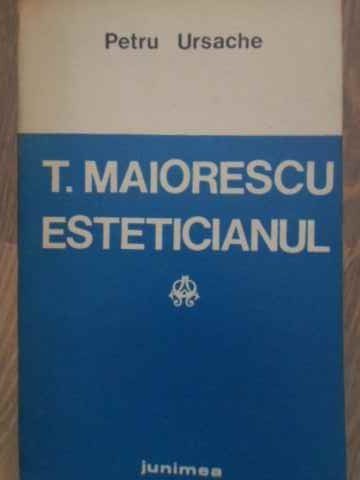 Petru Ursache
T. MAIORESCU
ESTETICIANUL
junimea